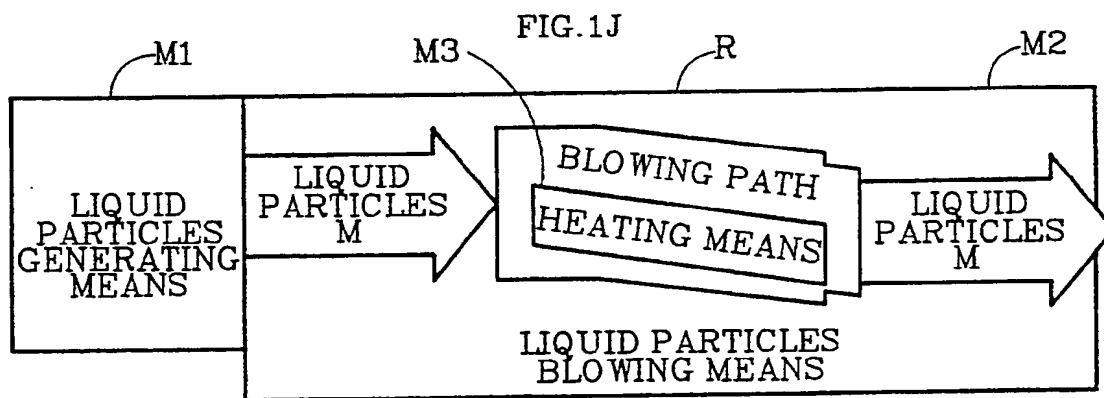 FIG.1J
M1
M3
R
M2
LIQUID
PARTICLES
GENERATING
MEANS
LIQUID
PARTICLES
M
BLOWING PATH
HEATING MEANS
LIQUID
PARTICLES
M
LIQUID PARTICLES
BLOWING MEANS